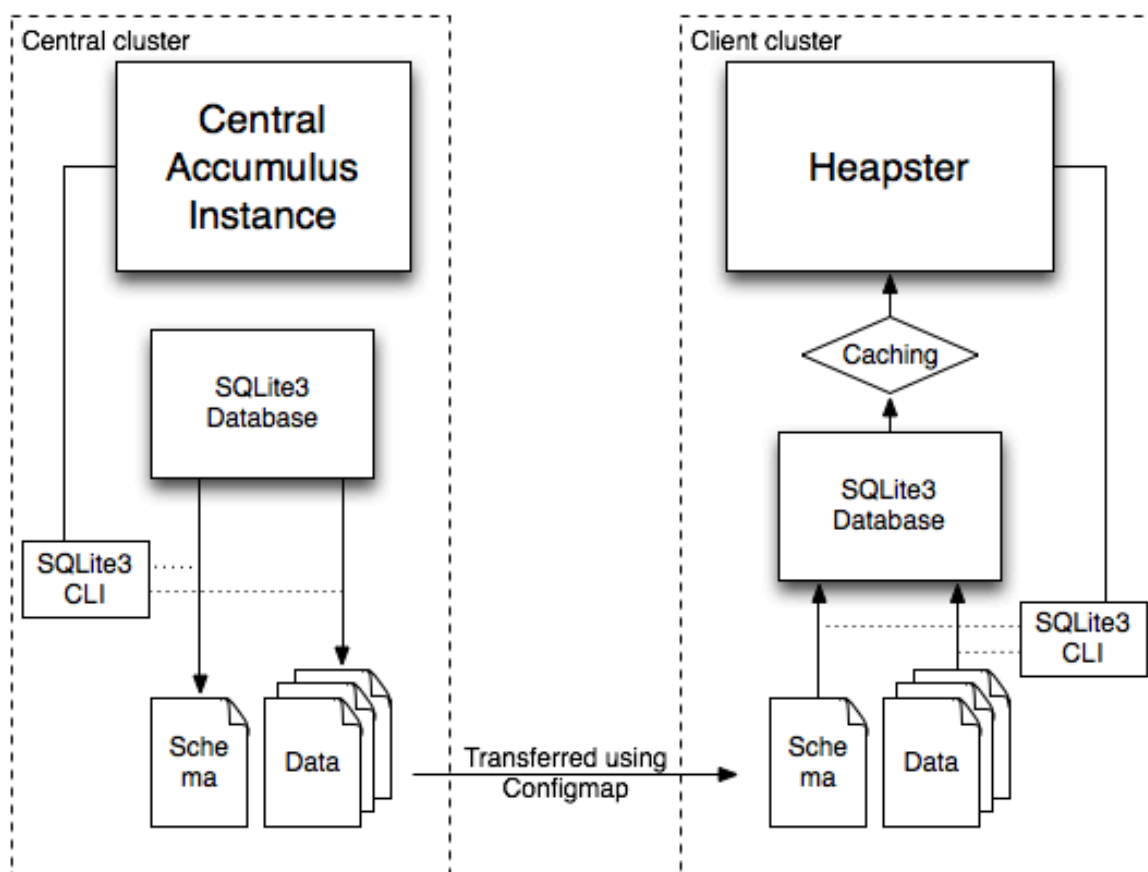 Central cluster
Central
Accumulus
Instance
SQLite3
Database
SQLite3
CLI
Sche
ma
Data
Transferred using
Configmap
Client cluster
Heapster
Caching
SQLite3
Database
SQLite3
CLI
Sche
ma
Data